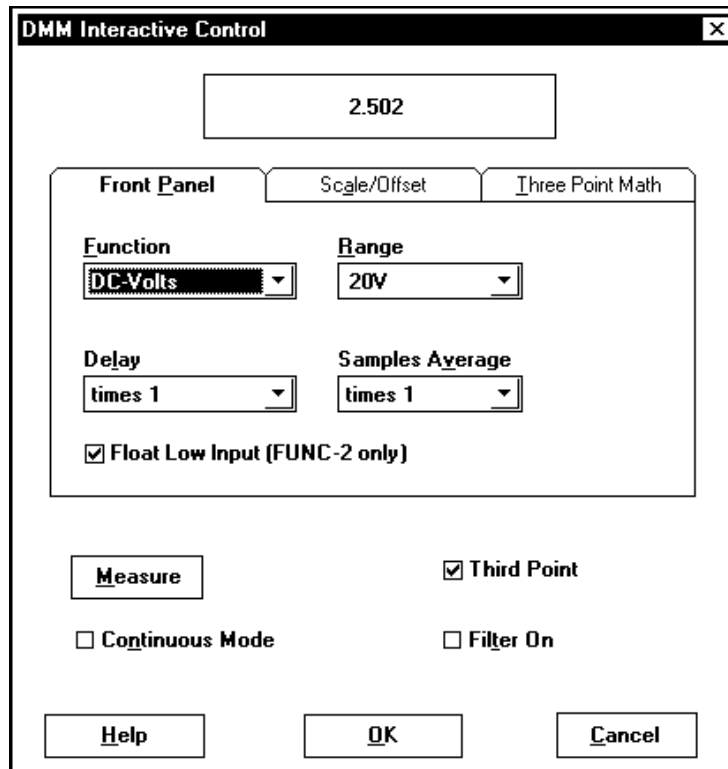 DMM Interactive Control
2.502
Front Panel Scale/Offset Three Point Math
Function Range
DC-Volts 20V
Delay Samples Average
times 1 times 1
Float Low Input (FUNC-2 only)
Measure Third Point
Continuous Mode Filter On
Help OK Cancel